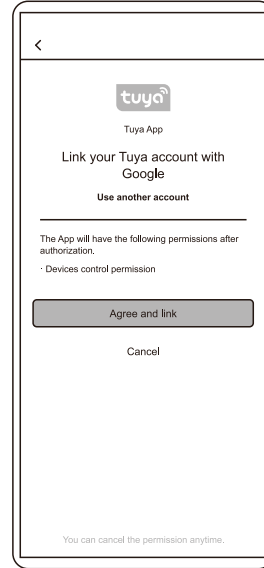 tuya
Tuya App
Link your Tuya account with
Google
Use another account
The App will have the following permissions after
authorization.
· Devices control permission
Agree and link
Cancel
You can cancel the permission anytime.